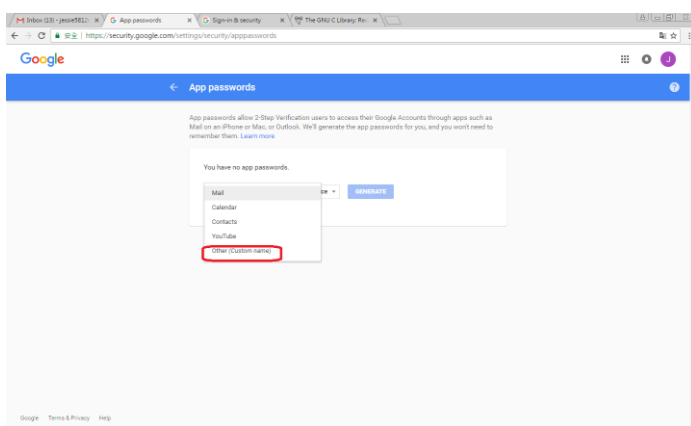 Inbox (13) - jessie5812
App passwords
Sign-in & security
The GNU C Library: Re
安全 | https://security.google.com/settings/security/apppasswords
Google
J
App passwords
App passwords allow 2-Step Verification users to access their Google Accounts through apps such as
Mail on an iPhone or Mac, or Outlook. We'll generate the app passwords for you, and you won't need to
remember them. Learn more
You have no app passwords.
Mail
GENERATE
Calendar
Contacts
YouTube
Other (Custom name)
Google Terms & Privacy Help